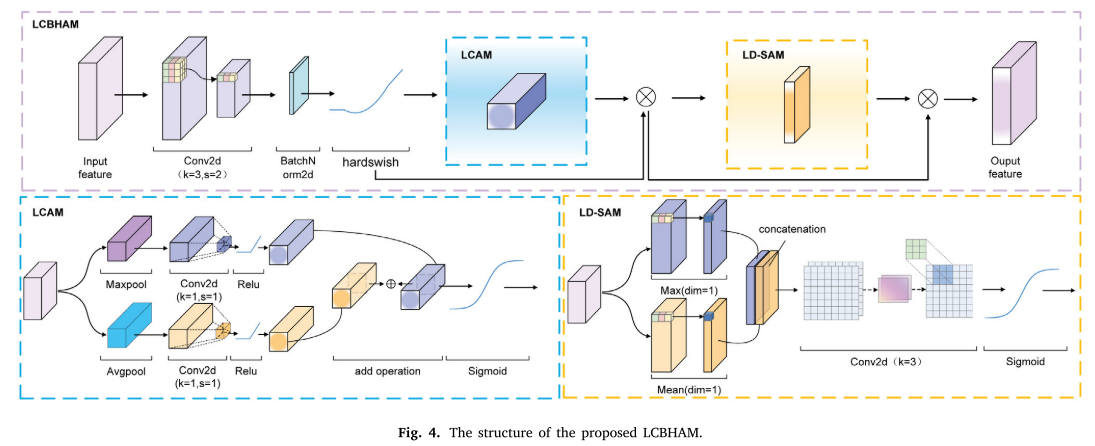 LCBHAM
LCAM
LD-SAM
Input
feature
Conv2d
（k=3,s=2）
BatchN
orm2d
hardswish
Ouput
feature
LCAM
Maxpool
Conv2d
(k=1,s=1)
Relu
Avgpool
Conv2d
(k=1,s=1)
Relu
add operation
Sigmoid
LD-SAM
concatenation
Max(dim=1)
Mean(dim=1)
Conv2d（k=3）
Sigmoid
Fig. 4. The structure of the proposed LCBHAM.